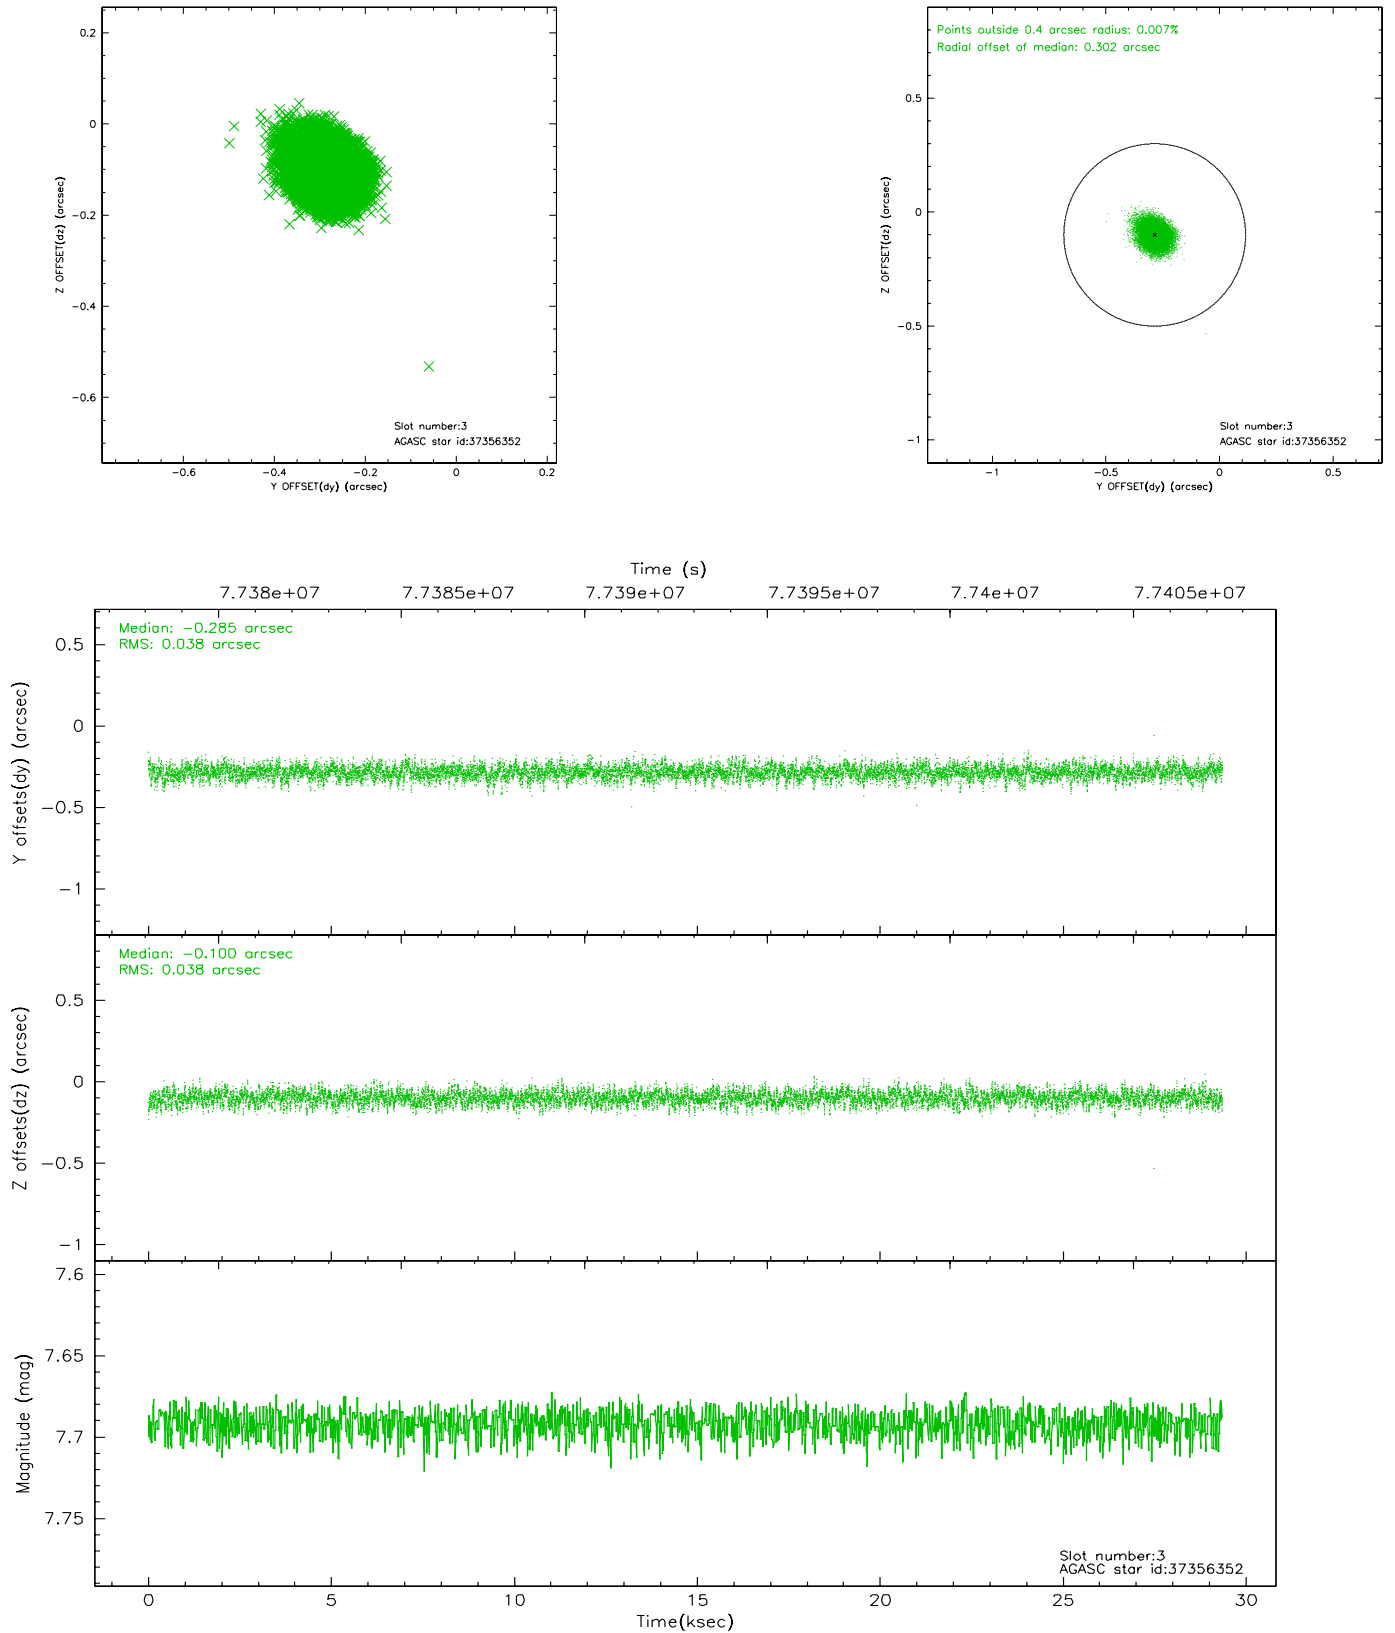 0.2
0
−0.2
−0.4
−0.6
Z OFFSET(dz) (arcsec)
Slot number:3
AGASC star id:37356352
−0.6 −0.4 −0.2 0 0.2
Y OFFSET(dy) (arcsec)
Points outside 0.4 arcsec radius: 0.007%
Radial offset of median: 0.302 arcsec
0.5
0
−0.5
−1
Z OFFSET(dz) (arcsec)
Slot number:3
AGASC star id:37356352
−1 −0.5 0 0.5
Y OFFSET(dy) (arcsec)
Time (s)
7.738e+07 7.7385e+07 7.739e+07 7.7395e+07 7.74e+07 7.7405e+07
Median: −0.285 arcsec
RMS: 0.038 arcsec
0.5
0
−0.5
−1
Y offsets(dy) (arcsec)
Median: −0.100 arcsec
RMS: 0.038 arcsec
0.5
0
−0.5
−1
Z offsets(dz) (arcsec)
7.6
7.65
7.7
7.75
Magnitude (mag)
Slot number:3
AGASC star id:37356352
0 5 10 15 20 25 30
Time(ksec)